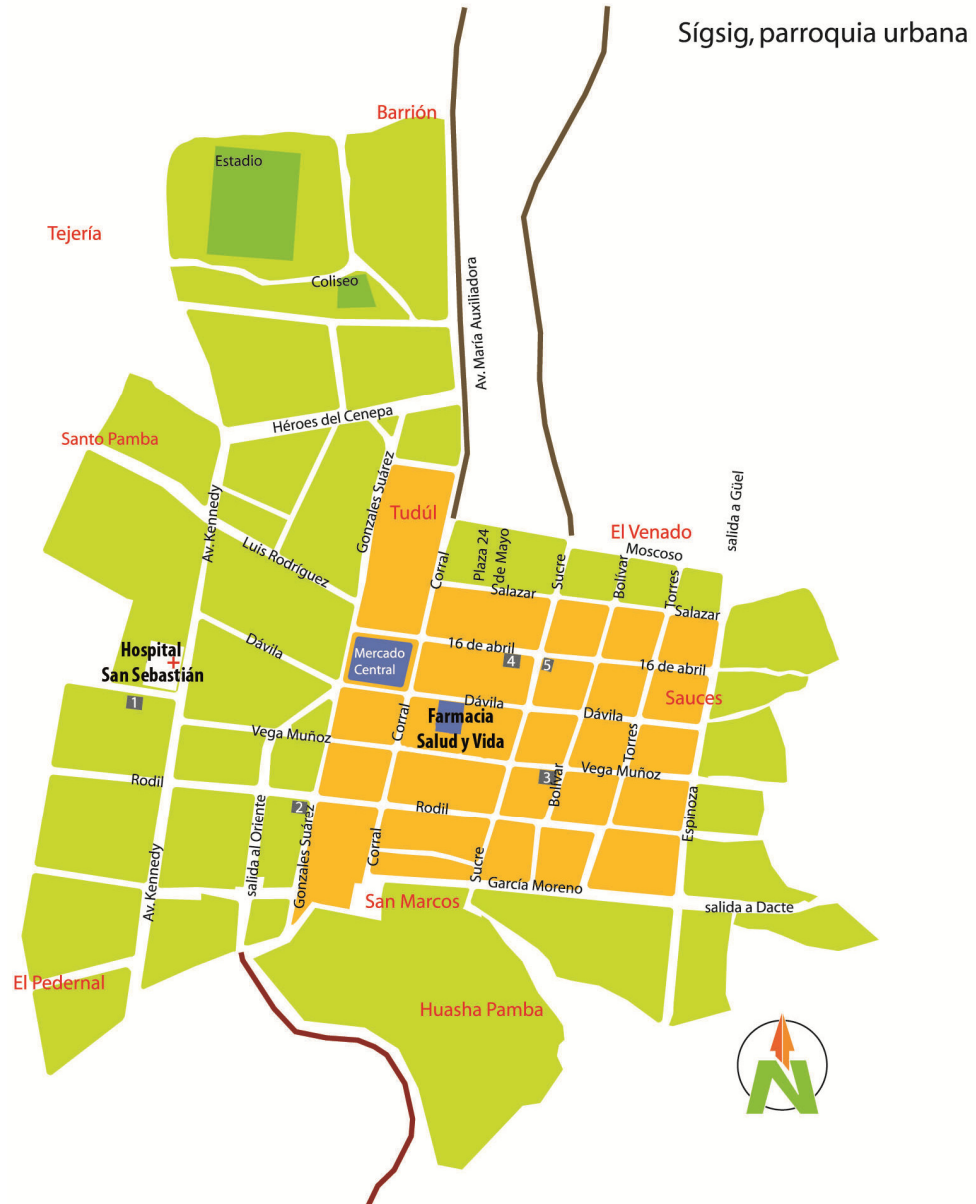 Sígsig, parroquia urbana
Barrión
Estadio
Tejería
Coliseo
Av. María Auxiliadora
Héroes del Cenepa
Santo Pamba
Av. Kennedy
Gonzales Suárez
Tudúl
Luis Rodríguez
Corral
Plaza 24
de Mayo
Sucre
El Venado
Moscoso
salida a Güel
Bolívar
Torres
Salazar
Salazar
Dávila
Hospital
San Sebastián
Mercado
Central
16 de abril
4
5
16 de abril
Sauces
1
Dávila
Dávila
Corral
Farmacia
Salud y Vida
Vega Muñoz
Torres
Vega Muñoz
Rodil
2
3
Bolívar
Rodil
Espinoza
salida al Oriente
Gonzales Suárez
Corral
Sucre
García Moreno
Av. Kennedy
San Marcos
salida a Dacte
El Pedernal
Huasha Pamba
N